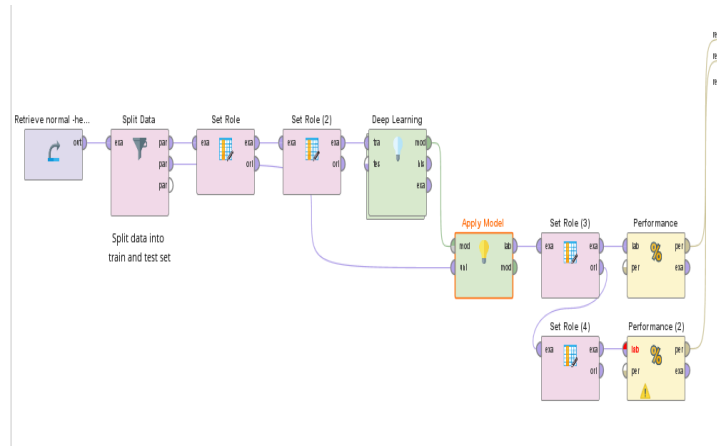 Retrieve normal -he...
out
Split Data
exa
par
par
par
Split data into
train and test set
Set Role
exa
exa
ori
Set Role (2)
exa
exa
ori
Deep Learning
tra
mod
exa
Apply Model
mod
lab
mod
Set Role (3)
exa
exa
ori
Performance
lab
per
per
exa
Set Role (4)
exa
exa
ori
Performance (2)
lab
per
per
exa